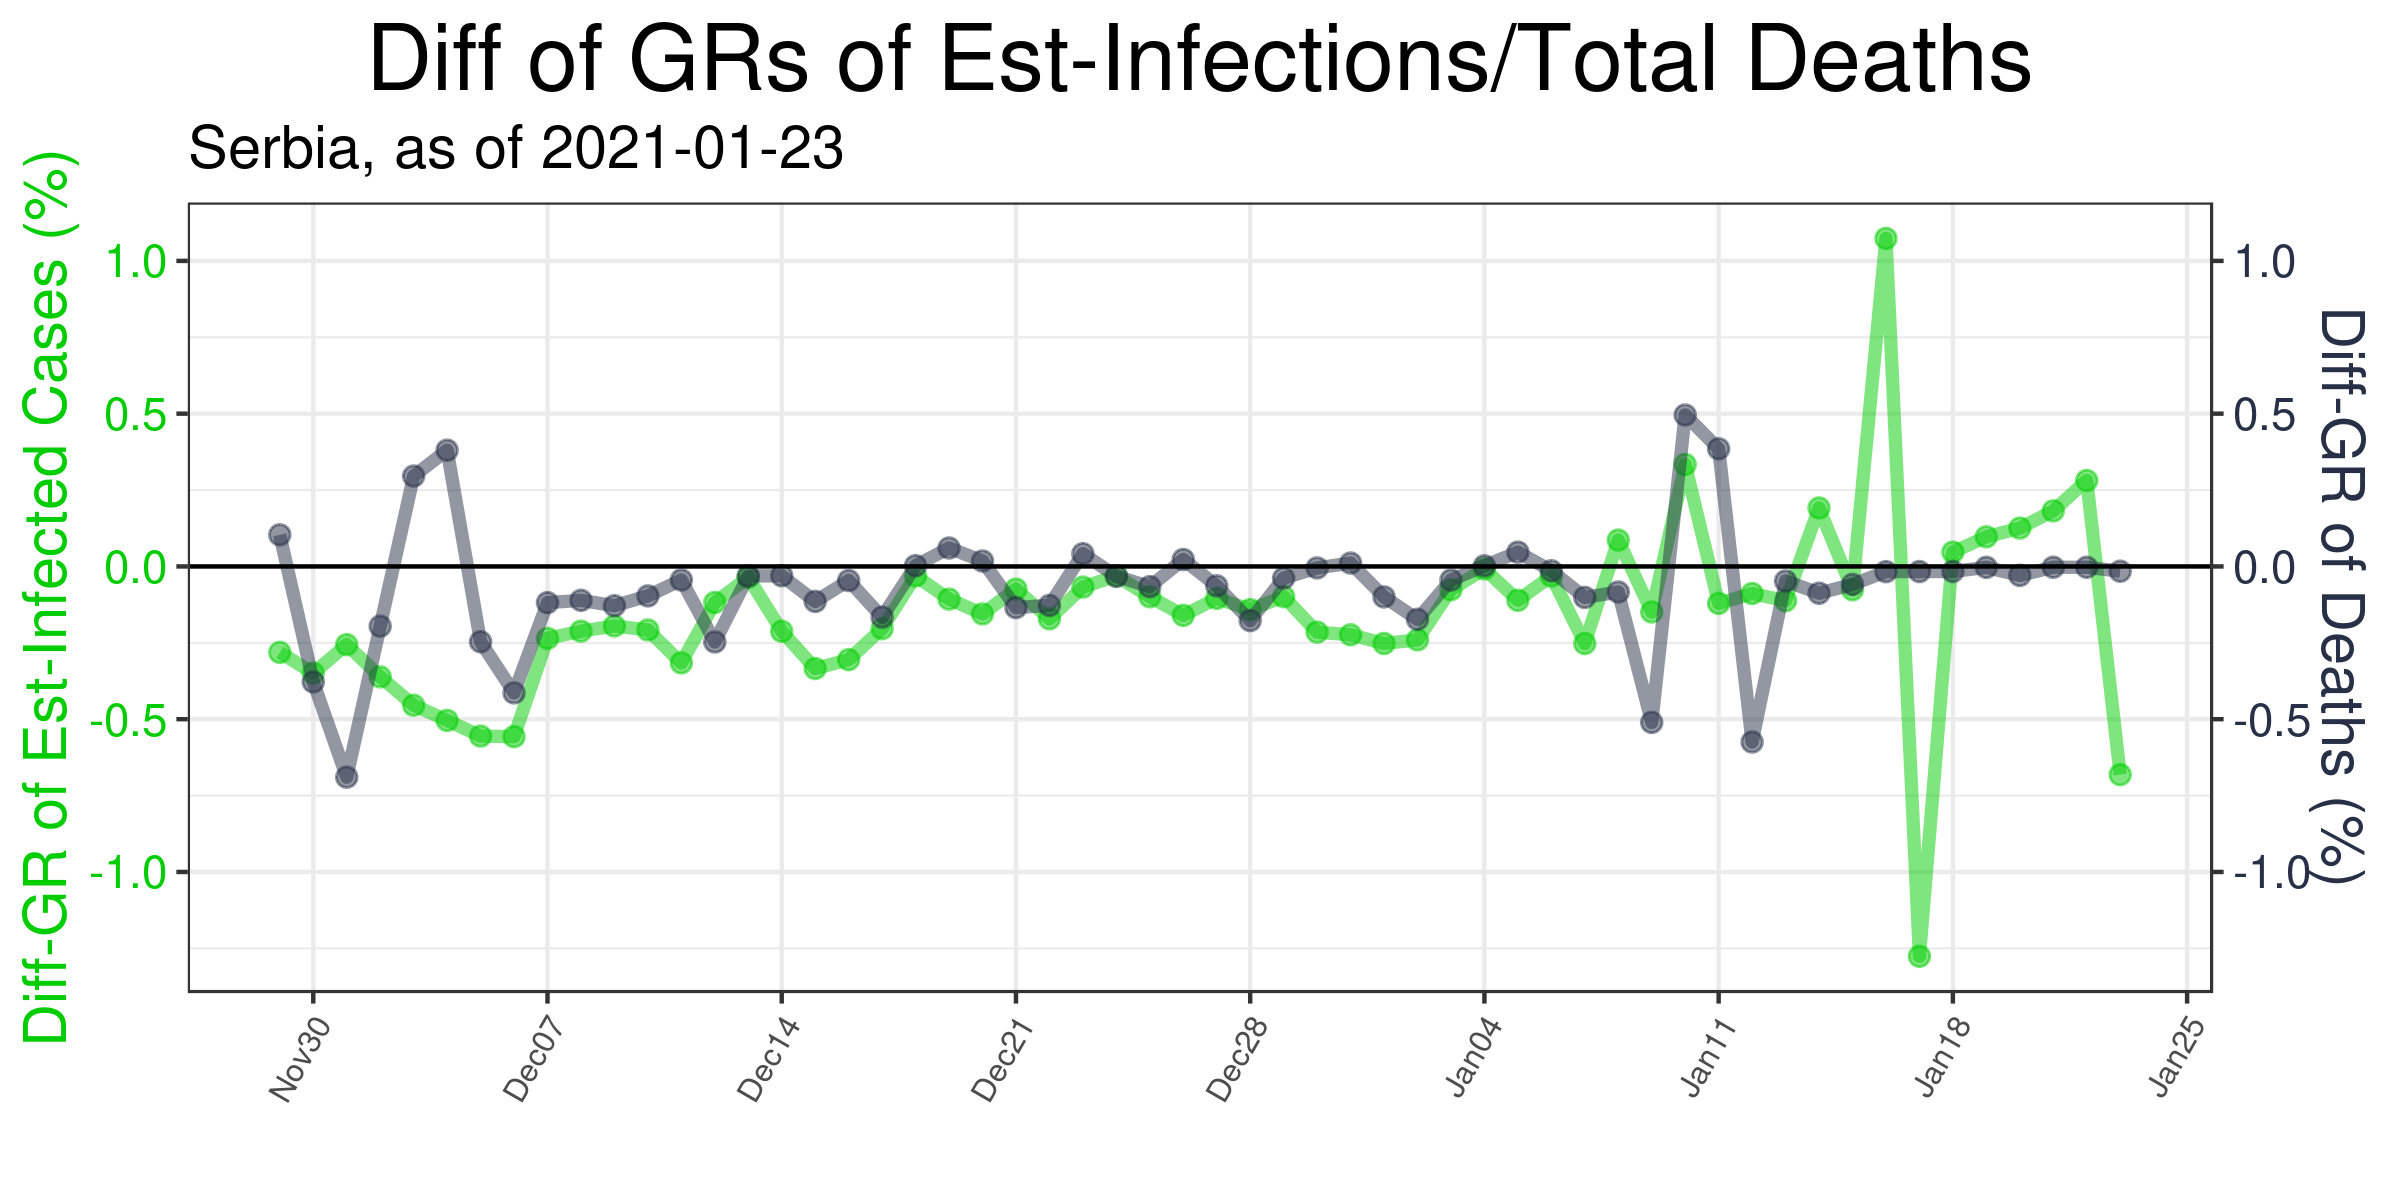 Diff of GRs of Est-Infections/Total Deaths
Serbia, as of 2021-01-23
Diff-GR of Est-Infected Cases (%)
1.0
0.5
0.0
-0.5
-1.0
1.0
0.5
0.0
-0.5
-1.0
Diff-GR of Deaths (%)
Nov30
Dec07
Dec14
Dec21
Dec28
Jan04
Jan11
Jan18
Jan25